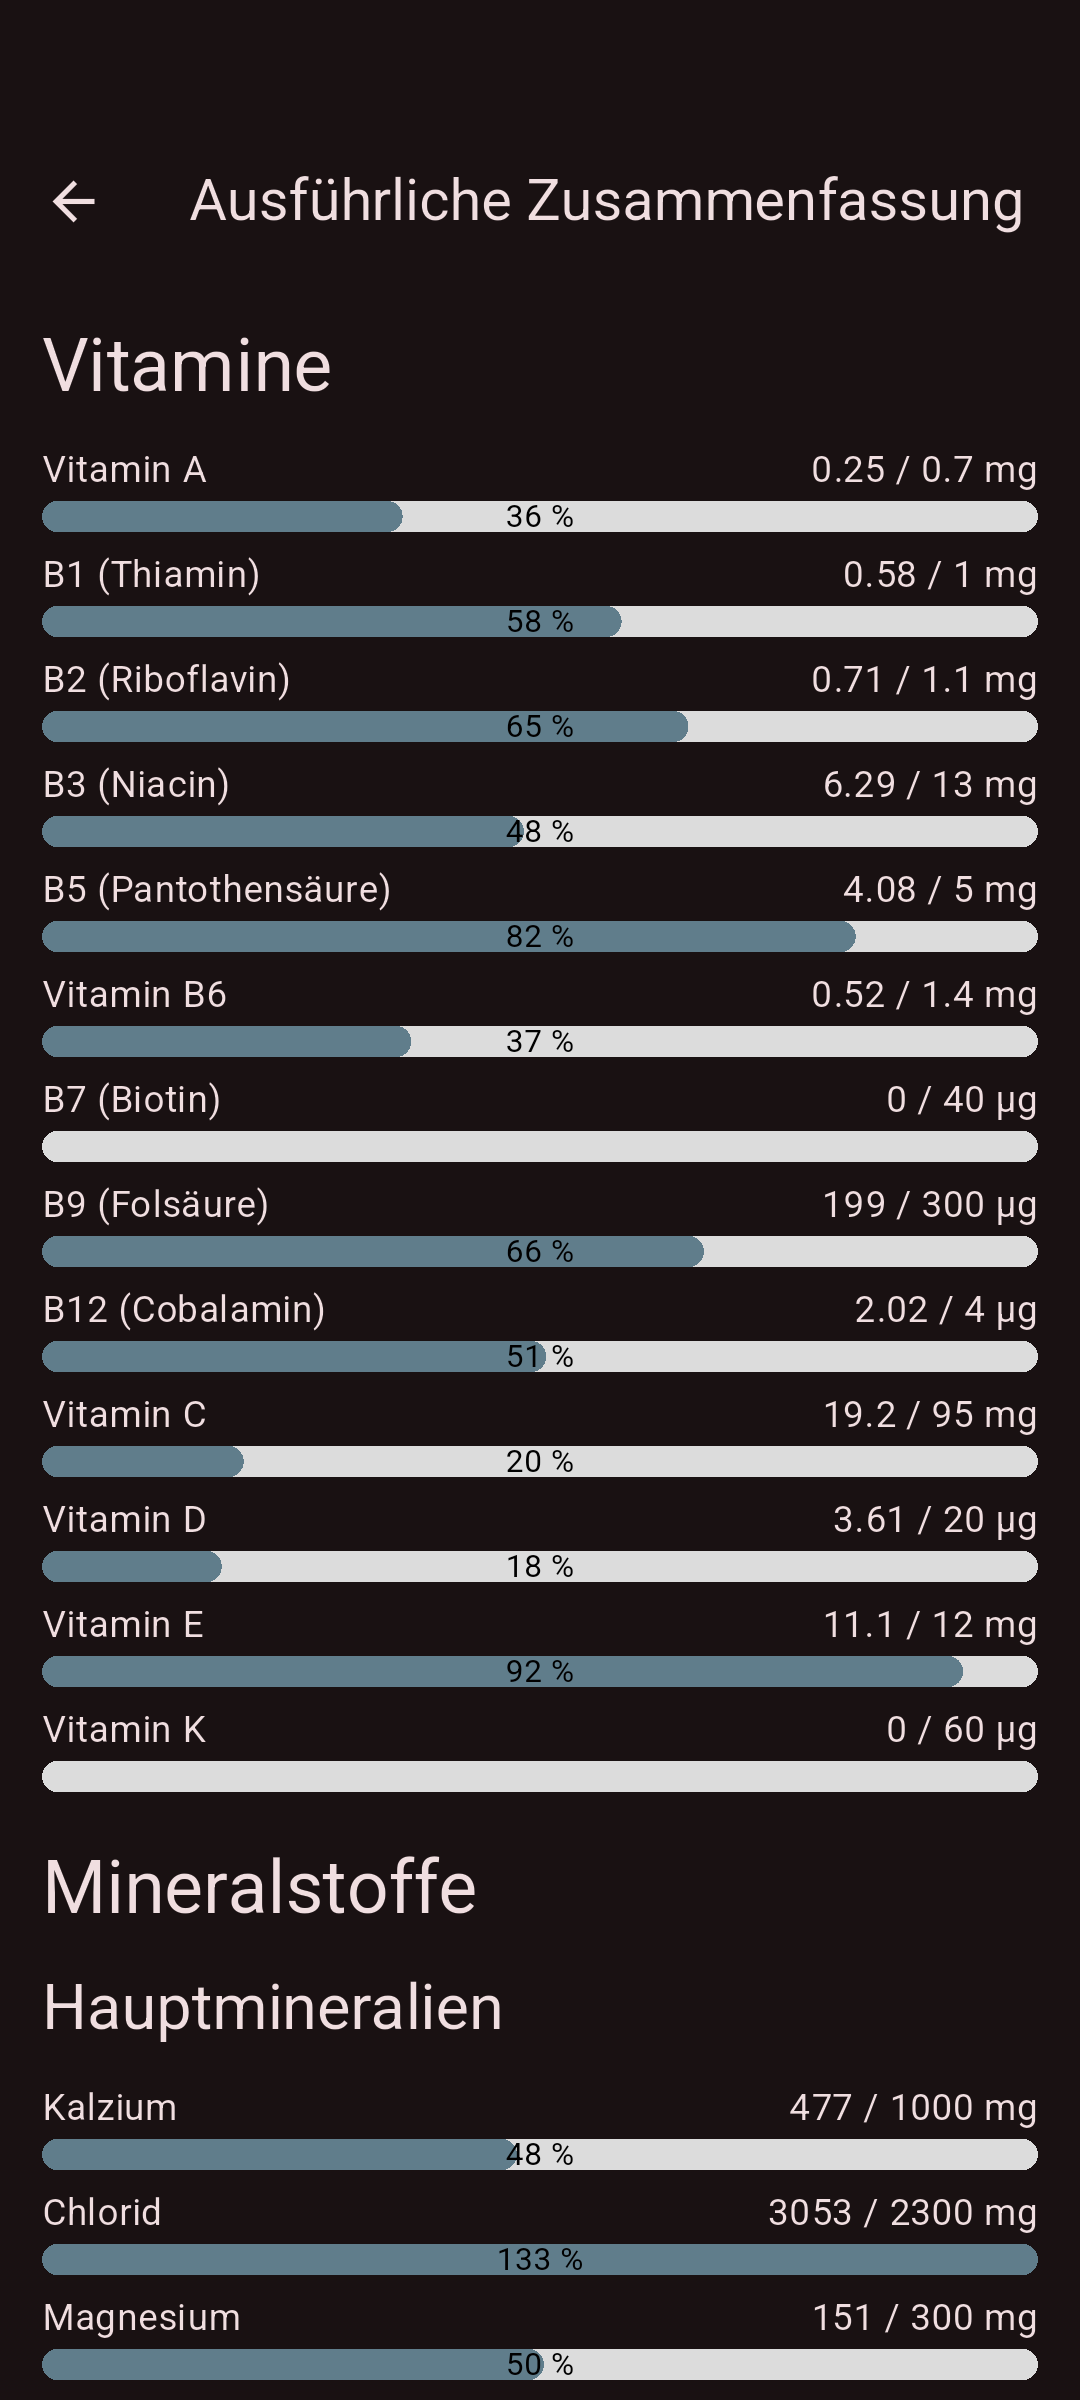 Ausführliche Zusammenfassung
Vitamine
Vitamin A 0.25 / 0.7 mg
36 %
B1 (Thiamin) 0.58 / 1 mg
58 %
B2 (Riboflavin) 0.71 / 1.1 mg
65 %
B3 (Niacin) 6.29 / 13 mg
48 %
B5 (Pantothensäure) 4.08 / 5 mg
82 %
Vitamin B6 0.52 / 1.4 mg
37 %
B7 (Biotin) 0 / 40 µg
B9 (Folsäure) 199 / 300 µg
66 %
B12 (Cobalamin) 2.02 / 4 µg
51 %
Vitamin C 19.2 / 95 mg
20 %
Vitamin D 3.61 / 20 µg
18 %
Vitamin E 11.1 / 12 mg
92 %
Vitamin K 0 / 60 µg
Mineralstoffe
Hauptmineralien
Kalzium 477 / 1000 mg
48 %
Chlorid 3053 / 2300 mg
133 %
Magnesium 151 / 300 mg
50 %